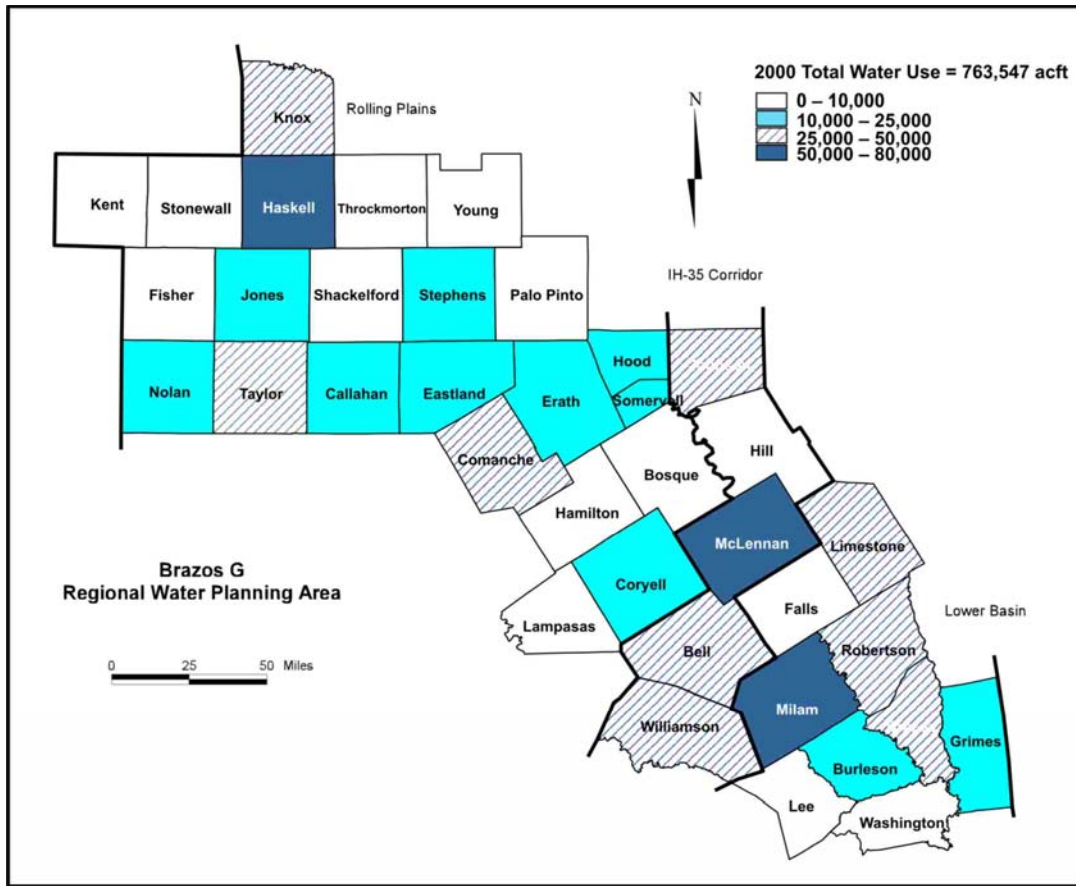 2000 Total Water Use = 763,547 acft
0 – 10,000
10,000 – 25,000
25,000 – 50,000
50,000 – 80,000
N
Rolling Plains
Knox
Kent
Stonewall
Haskell
Throckmorton
Young
IH-35 Corridor
Fisher
Jones
Shackelford
Stephens
Palo Pinto
Hood
Nolan
Taylor
Callahan
Eastland
Erath
Somervell
Comanche
Bosque
Hill
Hamilton
McLennan
Limestone
Brazos G
Regional Water Planning Area
Coryell
Falls
Lower Basin
Lampasas
Bell
Robertson
0 25 50 Miles
Milam
Williamson
Grimes
Burleson
Lee
Washington